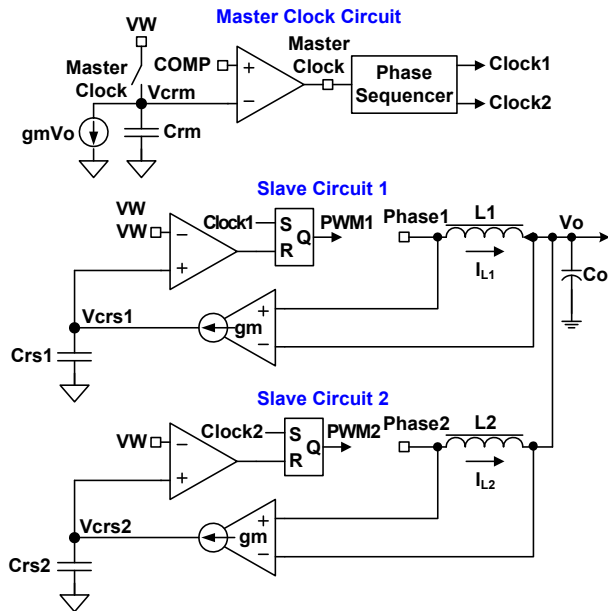 Master Clock Circuit
VW
Master
Clock
COMP
+
−
Vcrm
gmVo
Crm
Master
Clock
Phase
Sequencer
Clock1
Clock2
Slave Circuit 1
VW
VW
−
+
Clock1
S
R
Q
PWM1
Phase1
L1
Vo
IL1
Co
Vcrs1
gm
+
−
Crs1
Slave Circuit 2
VW
−
+
Clock2
S
R
Q
PWM2
Phase2
L2
IL2
Vcrs2
gm
+
−
Crs2